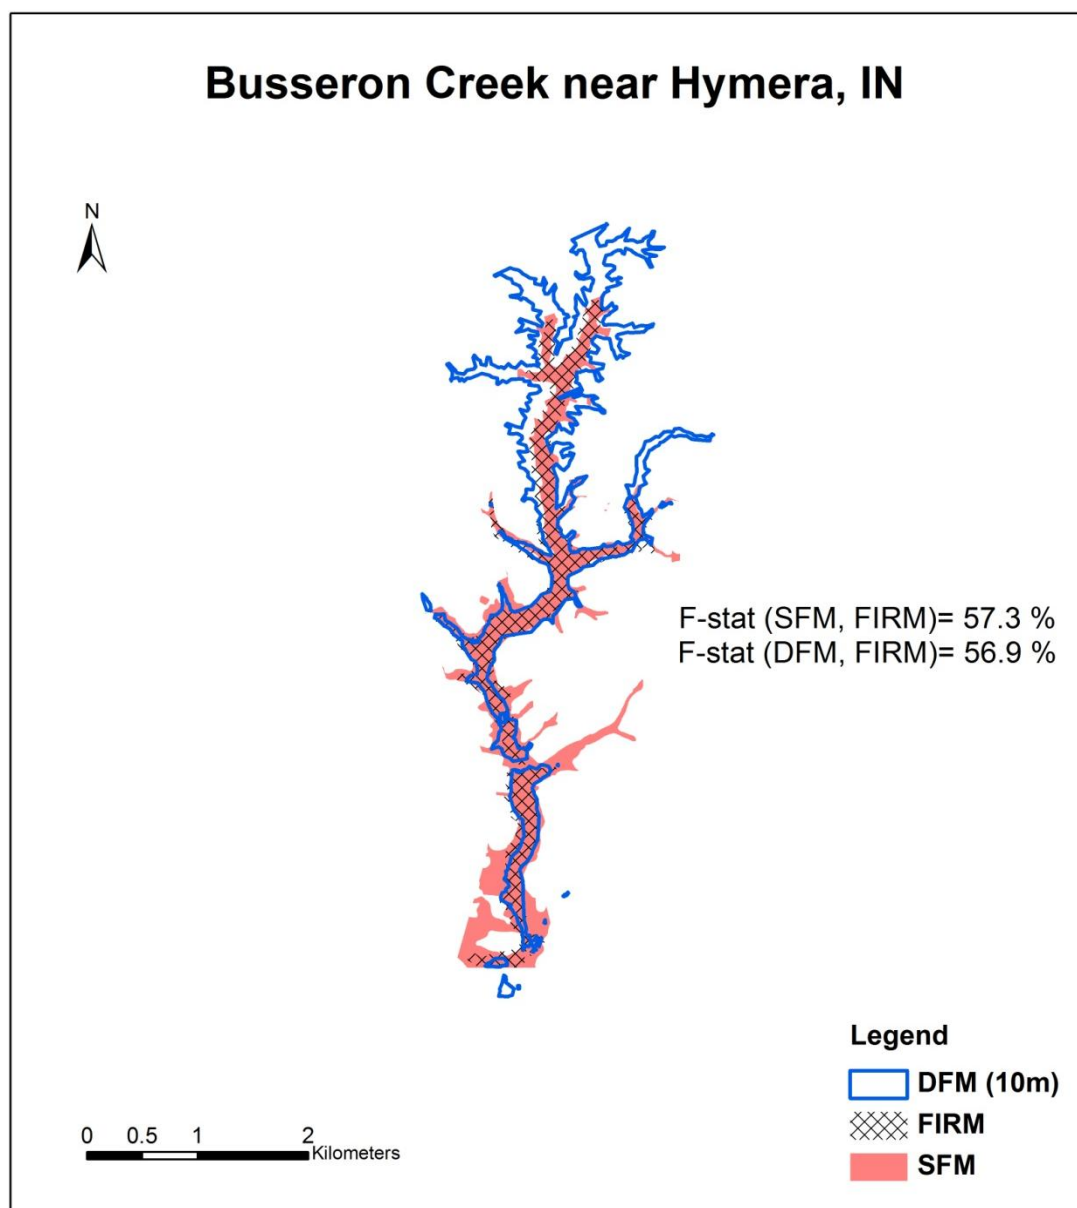 Busseron Creek near Hymera, IN
N
F-stat (SFM, FIRM)= 57.3 %
F-stat (DFM, FIRM)= 56.9 %
Legend
DFM (10m)
FIRM
SFM
0 0.5 1 2
Kilometers